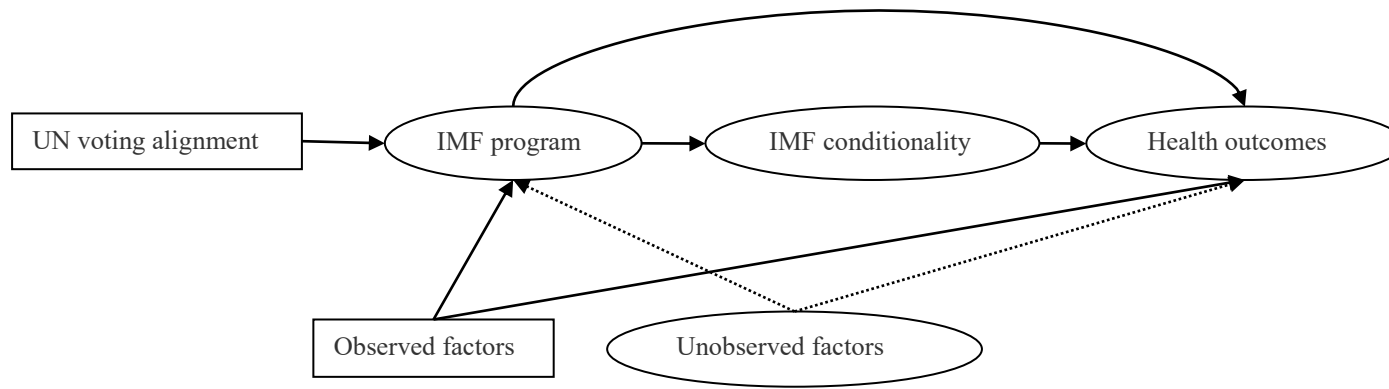 UN voting alignment
IMF program
IMF conditionality
Health outcomes
Observed factors
Unobserved factors